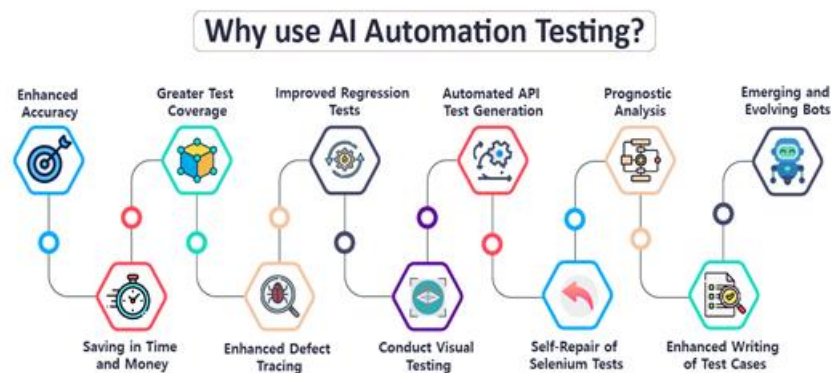 Why use AI Automation Testing?
Enhanced
Accuracy
Greater Test
Coverage
Improved Regression
Tests
Automated API
Test Generation
Prognostic
Analysis
Emerging and
Evolving Bots
Saving in Time
and Money
Enhanced Defect
Tracing
Conduct Visual
Testing
Self-Repair of
Selenium Tests
Enhanced Writing
of Test Cases